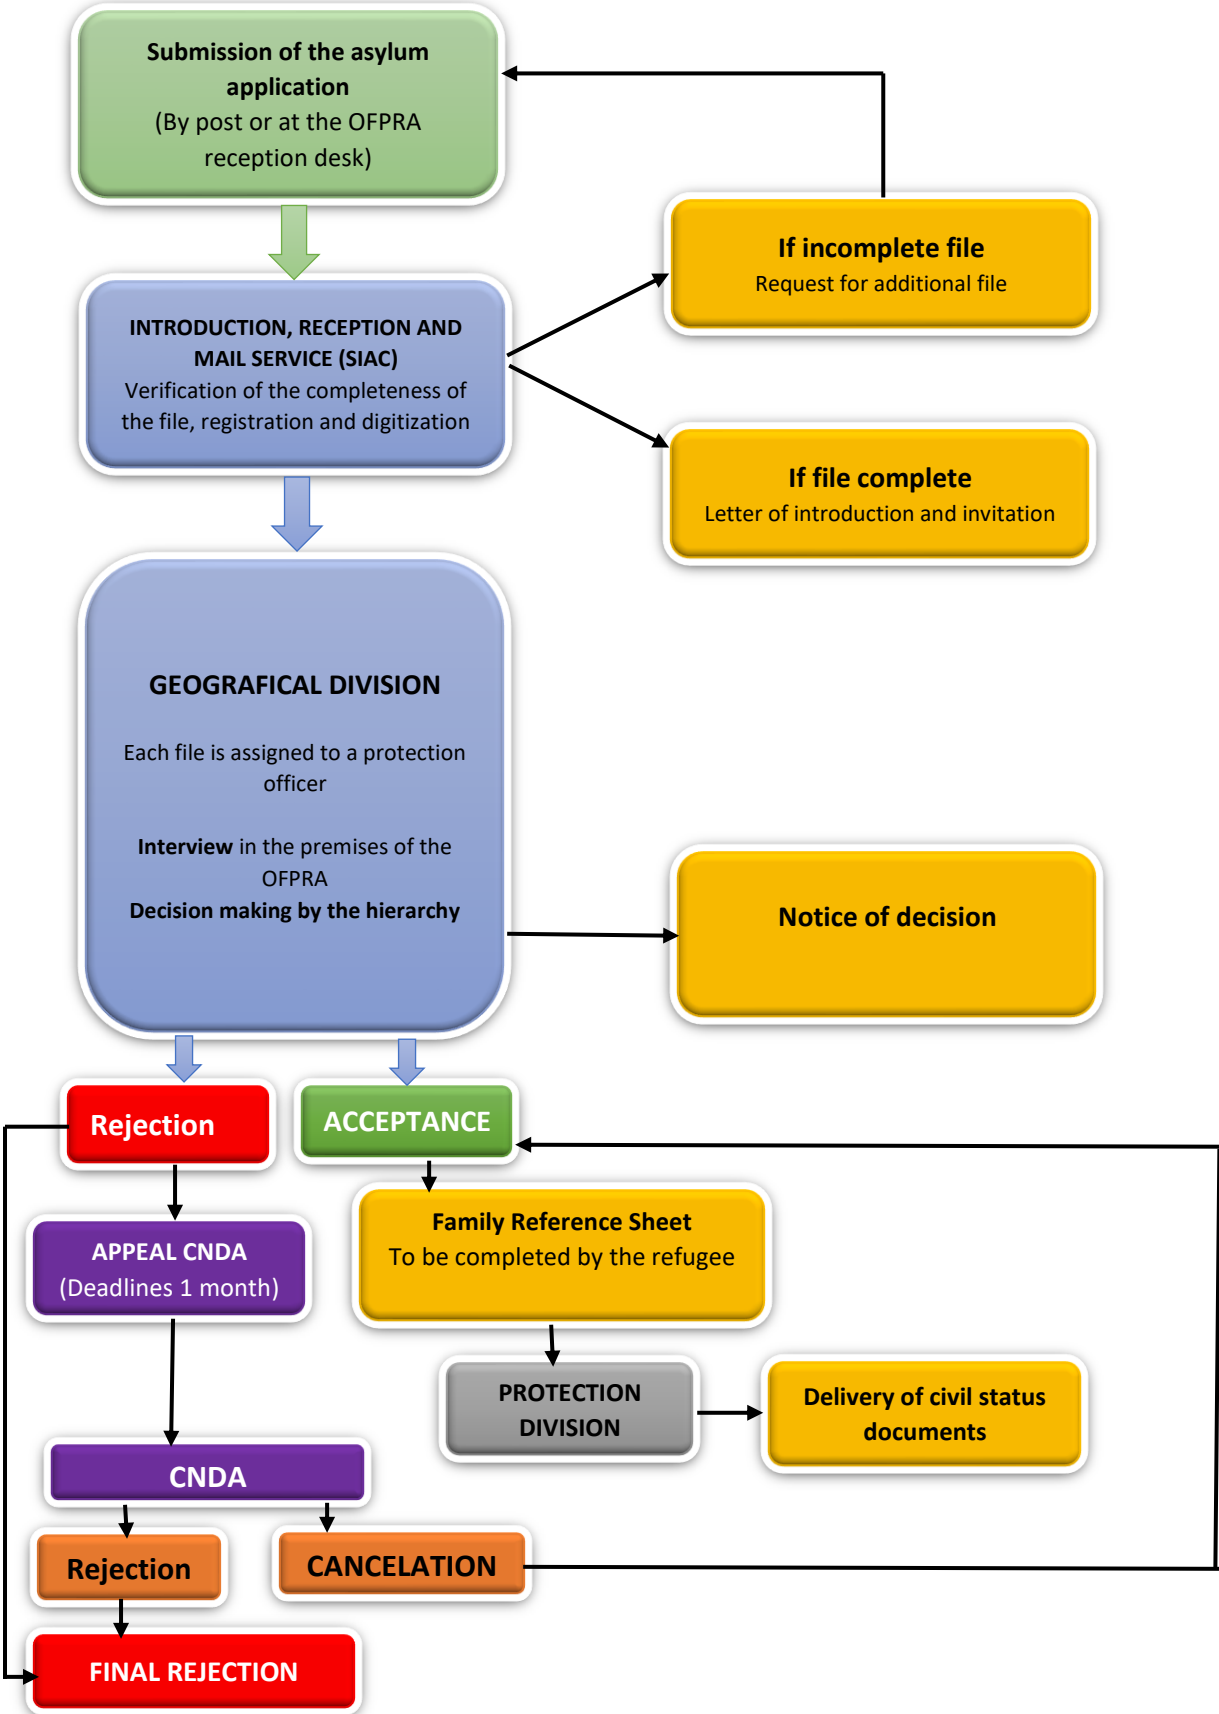 Submission of the asylum
application
(By post or at the OFPRA
reception desk)
If incomplete file
Request for additional file
INTRODUCTION, RECEPTION AND
MAIL SERVICE (SIAC)
Verification of the completeness of
the file, registration and digitization
If file complete
Letter of introduction and invitation
GEOGRAFICAL DIVISION
Each file is assigned to a protection
officer
Interview in the premises of the
OFPRA
Decision making by the hierarchy
Notice of decision
Rejection
ACCEPTANCE
Family Reference Sheet
To be completed by the refugee
APPEAL CNDA
(Deadlines 1 month)
PROTECTION
DIVISION
Delivery of civil status
documents
CNDA
Rejection
CANCELATION
FINAL REJECTION